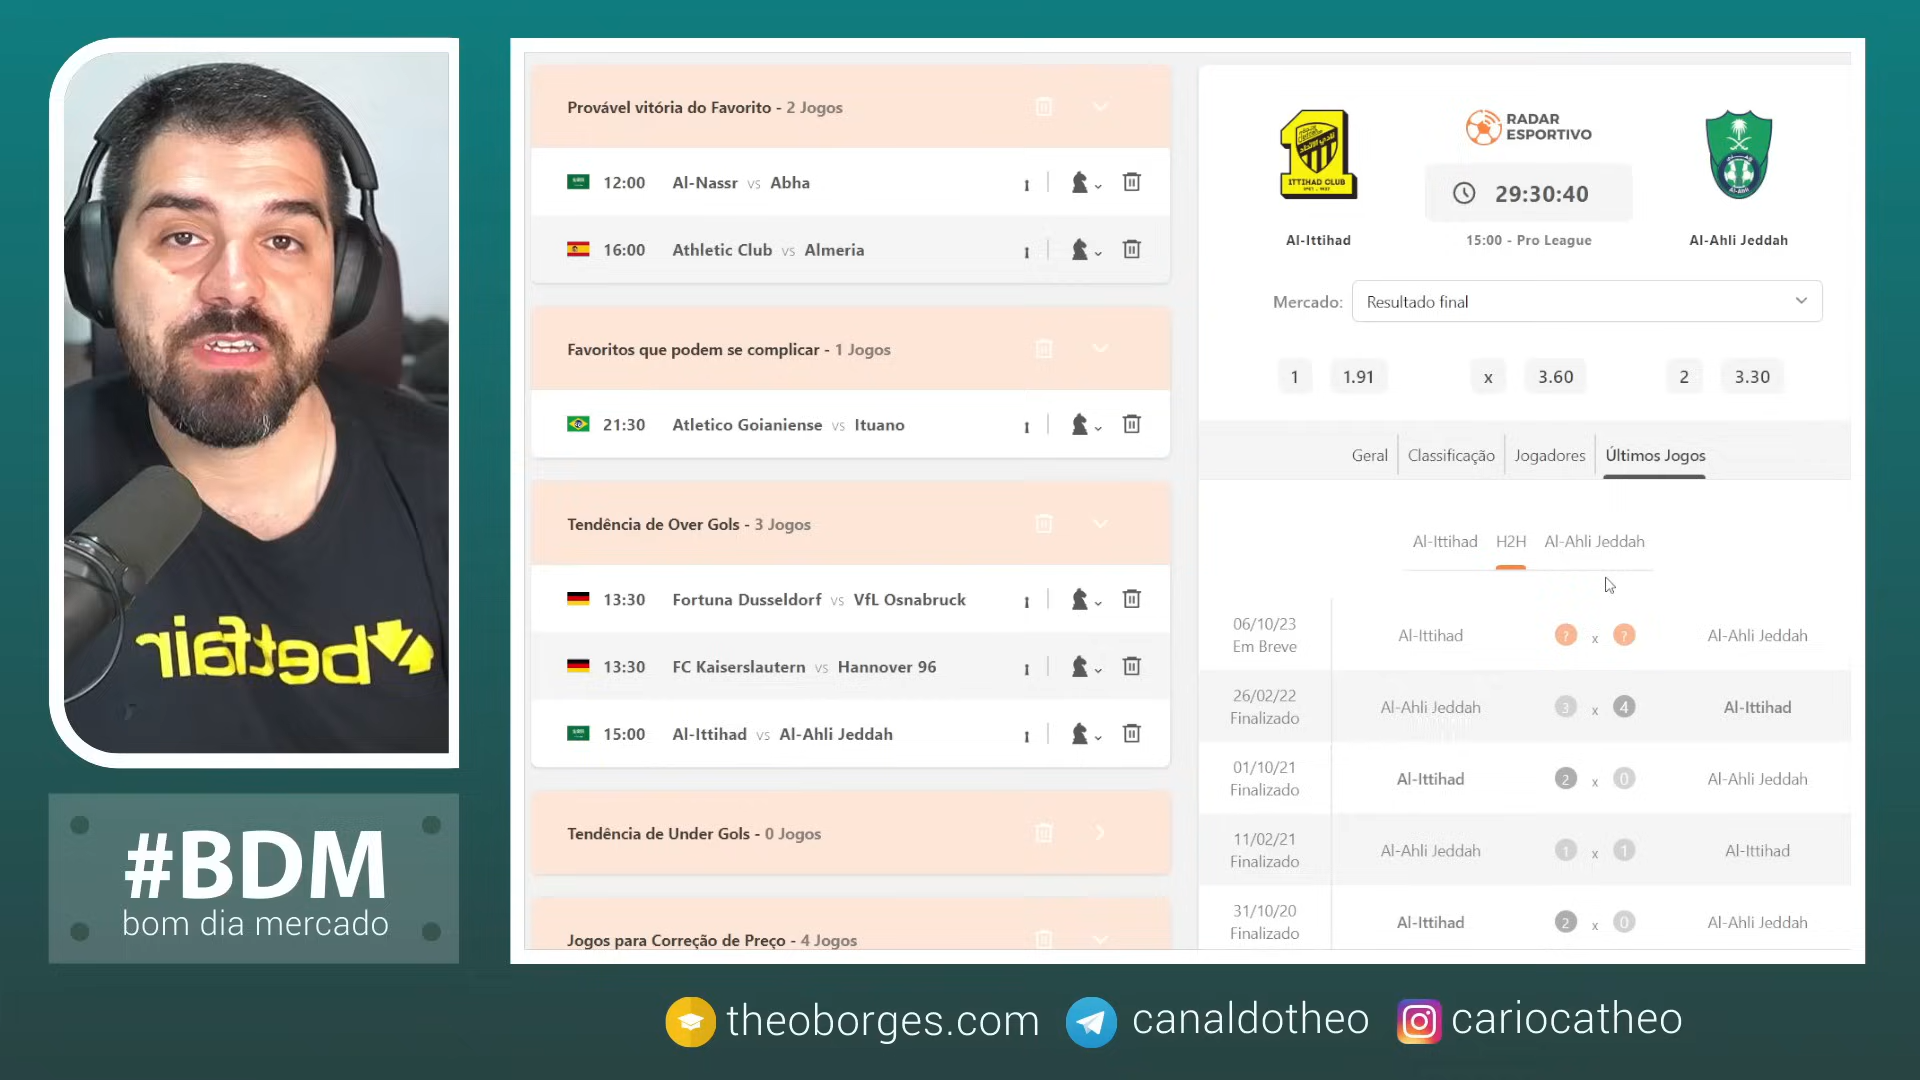 betfair
#BDM
bom dia mercado
Provável vitória do Favorito - 2 Jogos
12:00 Al-Nassr vs Abha
16:00 Athletic Club vs Almeria
Favoritos que podem se complicar - 1 Jogos
21:30 Atletico Goianiense vs Ituano
Tendência de Over Gols - 3 Jogos
13:30 Fortuna Dusseldorf vs VfL Osnabruck
13:30 FC Kaiserslautern vs Hannover 96
15:00 Al-Ittihad vs Al-Ahli Jeddah
Tendência de Under Gols - 0 Jogos
Jogos para Correção de Preço - 4 Jogos
ITTIHAD CLUB
RADAR
ESPORTIVO
29:30:40
Al-Ittihad 15:00 - Pro League Al-Ahli Jeddah
Mercado: Resultado final
1 1.91 x 3.60 2 3.30
Geral Classificação Jogadores Últimos Jogos
Al-Ittihad H2H Al-Ahli Jeddah
06/10/23
Em Breve
Al-Ittihad ? x ? Al-Ahli Jeddah
26/02/22
Finalizado
Al-Ahli Jeddah 3 x 4 Al-Ittihad
01/10/21
Finalizado
Al-Ittihad 2 x 0 Al-Ahli Jeddah
11/02/21
Finalizado
Al-Ahli Jeddah 1 x 1 Al-Ittihad
31/10/20
Finalizado
Al-Ittihad 2 x 0 Al-Ahli Jeddah
theoborges.com canaldotheo cariocatheo